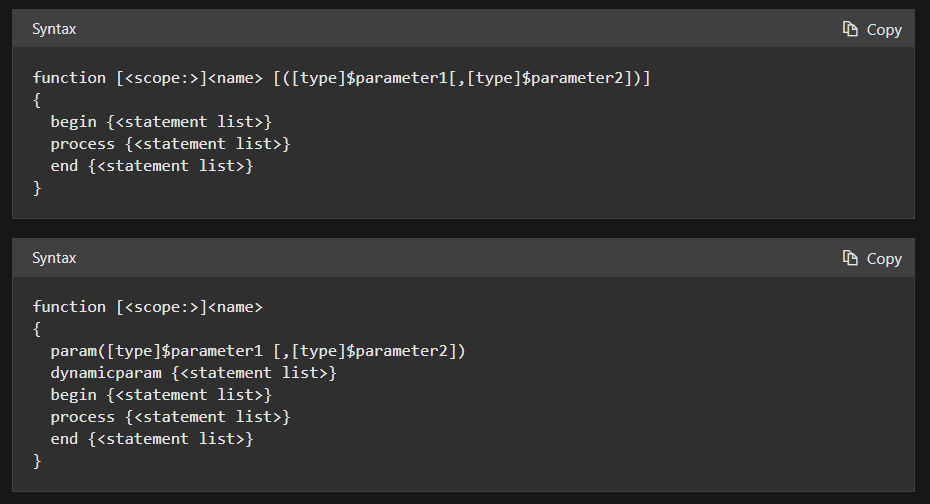 Syntax Copy
function [<scope:>]<name> [([type]$parameter1[,[type]$parameter2])]
{
  begin {<statement list>}
  process {<statement list>}
  end {<statement list>}
}
Syntax Copy
function [<scope:>]<name>
{
  param([type]$parameter1 [,[type]$parameter2])
  dynamicparam {<statement list>}
  begin {<statement list>}
  process {<statement list>}
  end {<statement list>}
}